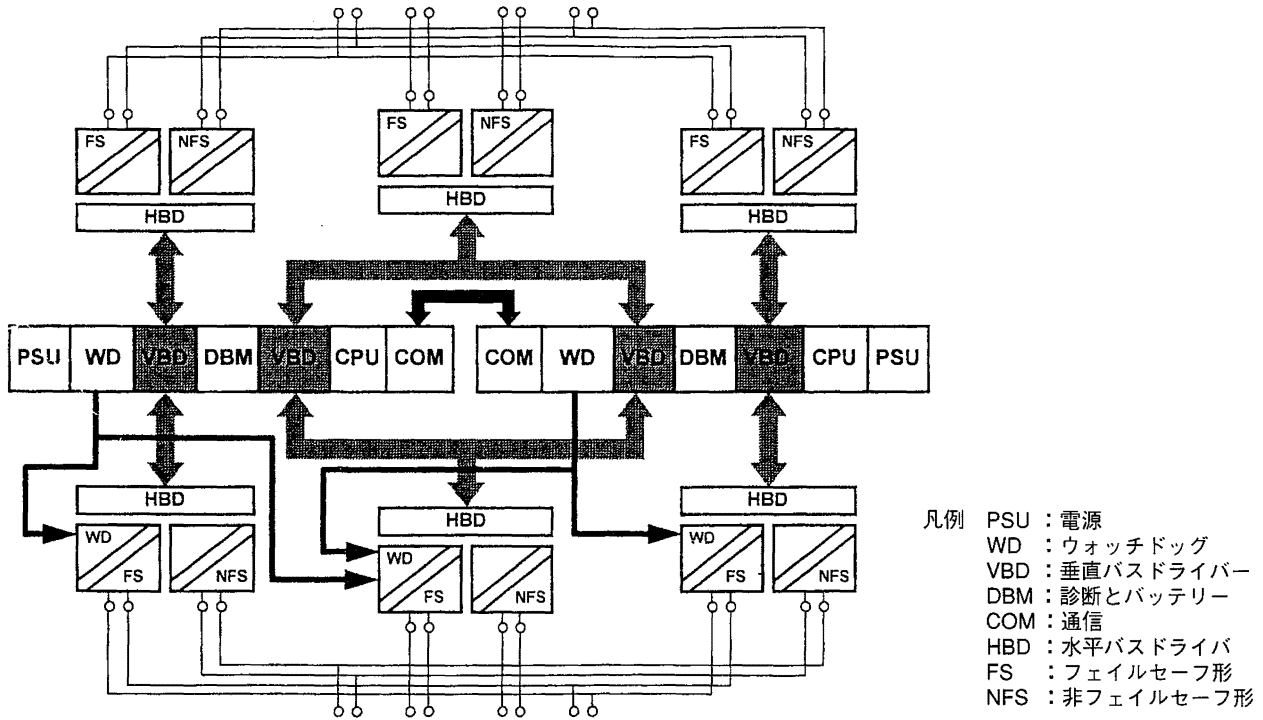 FS NFS FS NFS FS NFS
HBD HBD HBD
PSU WD VBD DBM VBD CPU COM COM WD VBD DBM VBD CPU PSU
HBD HBD HBD
WD FS NFS WD FS NFS WD FS NFS
凡例 PSU：電源
WD：ウォッチドッグ
VBD：垂直バスドライバー
DBM：診断とバッテリー
COM：通信
HBD：水平バスドライバ
FS：フェイルセーフ形
NFS：非フェイルセーフ形